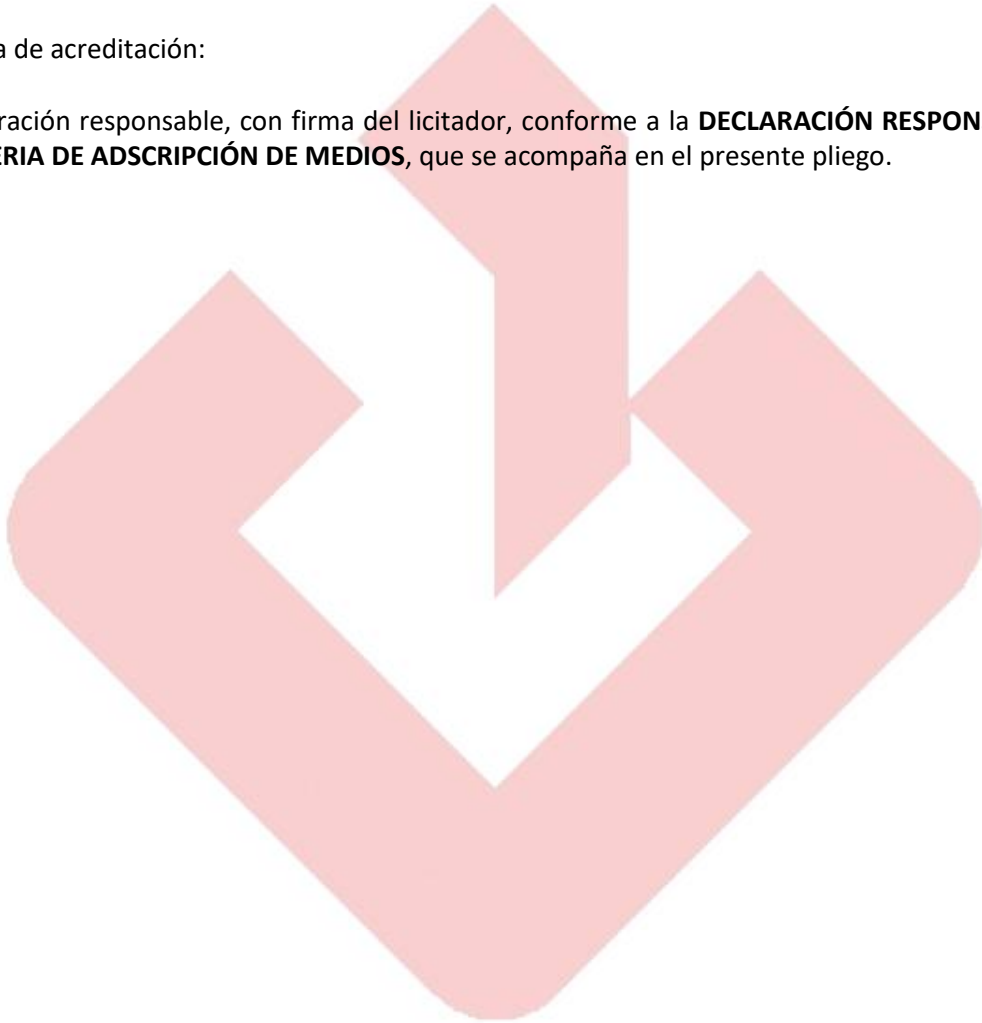 a de acreditación:
ración responsable, con firma del licitador, conforme a la DECLARACIÓN RESPON
ERIA DE ADSCRIPCIÓN DE MEDIOS, que se acompaña en el presente pliego.